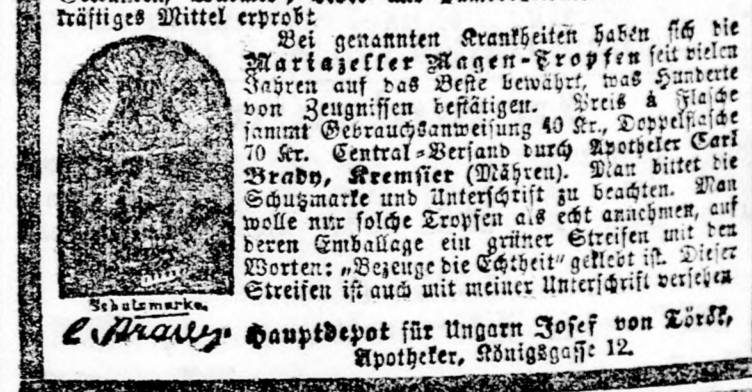 kräftiges Mittel erprobt
Bei genannten Krankheiten haben sich die
Mariazeller Magen-Tropfen seit vielen
Jahren auf das Beste bewährt, was Hunderte
von Zeugnissen bestätigen. Preis à Flasche
sammt Gebrauchsanweisung 40 Kr., Doppelflasche
70 Kr. Central-Versand durch Apotheker Carl
Brady, Kremsier (Mähren). Man bittet die
Schutzmarke und Unterschrift zu beachten. Man
wolle nur solche Tropfen als echt annehmen, auf
deren Emballage ein grüner Streifen mit den
Worten: „Bezeuge die Echtheit" geklebt ist. Dieser
Streifen ist auch mit meiner Unterschrift versehen
Schutzmarke.
C. Brady.
Hauptdepot für Ungarn Josef von Török,
Apotheker, Königsgasse 12.